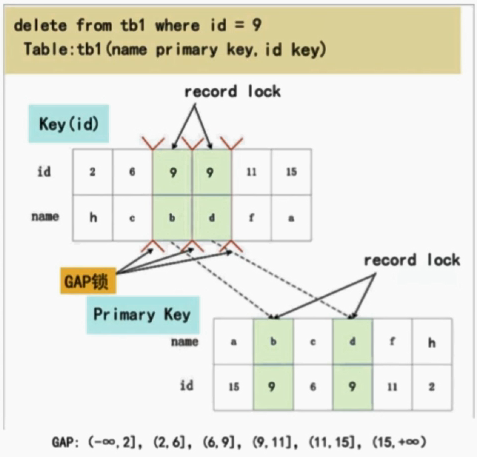 delete from tb1 where id = 9
Table:tb1(name primary key,id key)
record lock
Key(id)
id 2 6 9 9 11 15
name h c b d f a
GAP锁
record lock
Primary Key
name a b c d f h
id 15 9 6 9 11 2
GAP: (-∞,2], (2,6], (6,9], (9,11], (11,15], (15,+∞)